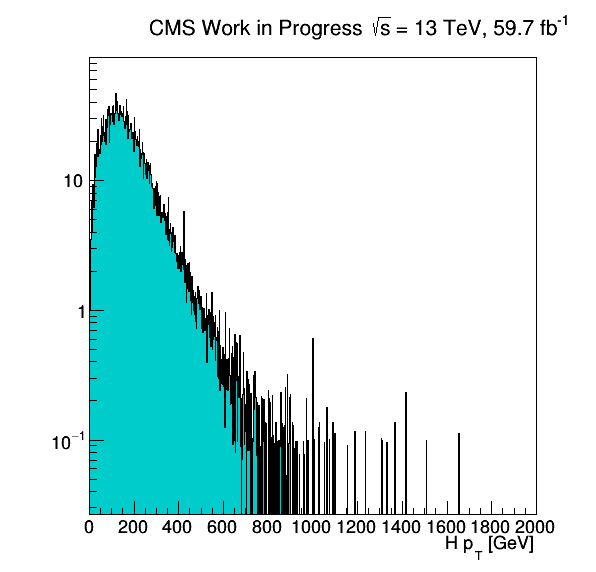 CMS Work in Progress √s = 13 TeV, 59.7 fb⁻¹
10
1
10⁻¹
0 200 400 600 800 1000 1200 1400 1600 1800 2000
H p_T [GeV]